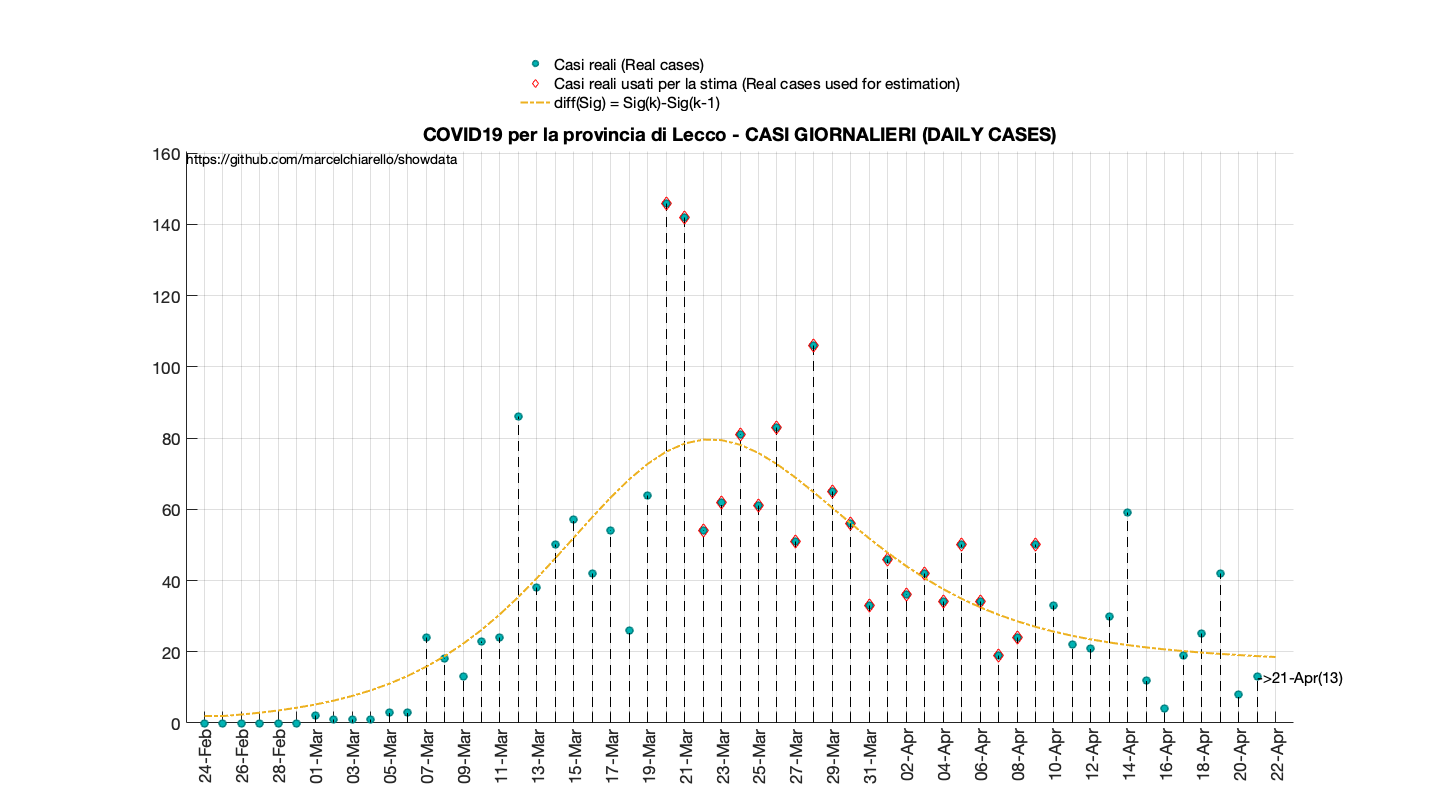 Casi reali (Real cases)
Casi reali usati per la stima (Real cases used for estimation)
diff(Sig) = Sig(k)-Sig(k-1)
COVID19 per la provincia di Lecco - CASI GIORNALIERI (DAILY CASES)
https://github.com/marcelchiarello/showdata
160
140
120
100
80
60
40
20
0
->21-Apr(13)
24-Feb
26-Feb
28-Feb
01-Mar
03-Mar
05-Mar
07-Mar
09-Mar
11-Mar
13-Mar
15-Mar
17-Mar
19-Mar
21-Mar
23-Mar
25-Mar
27-Mar
29-Mar
31-Mar
02-Apr
04-Apr
06-Apr
08-Apr
10-Apr
12-Apr
14-Apr
16-Apr
18-Apr
20-Apr
22-Apr